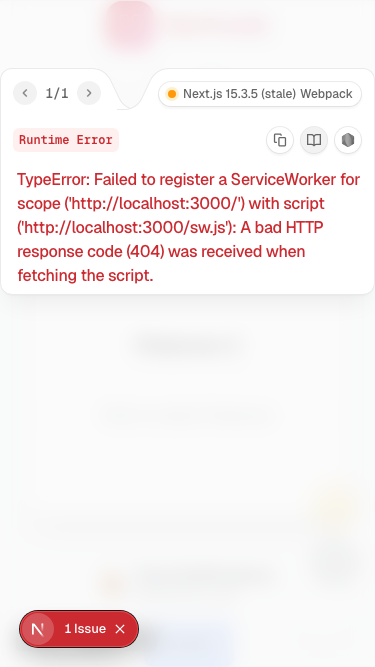 1/1
Next.js 15.3.5 (stale) Webpack
Runtime Error
TypeError: Failed to register a ServiceWorker for
scope ('http://localhost:3000/') with script
('http://localhost:3000/sw.js'): A bad HTTP
response code (404) was received when
fetching the script.
N
1 Issue